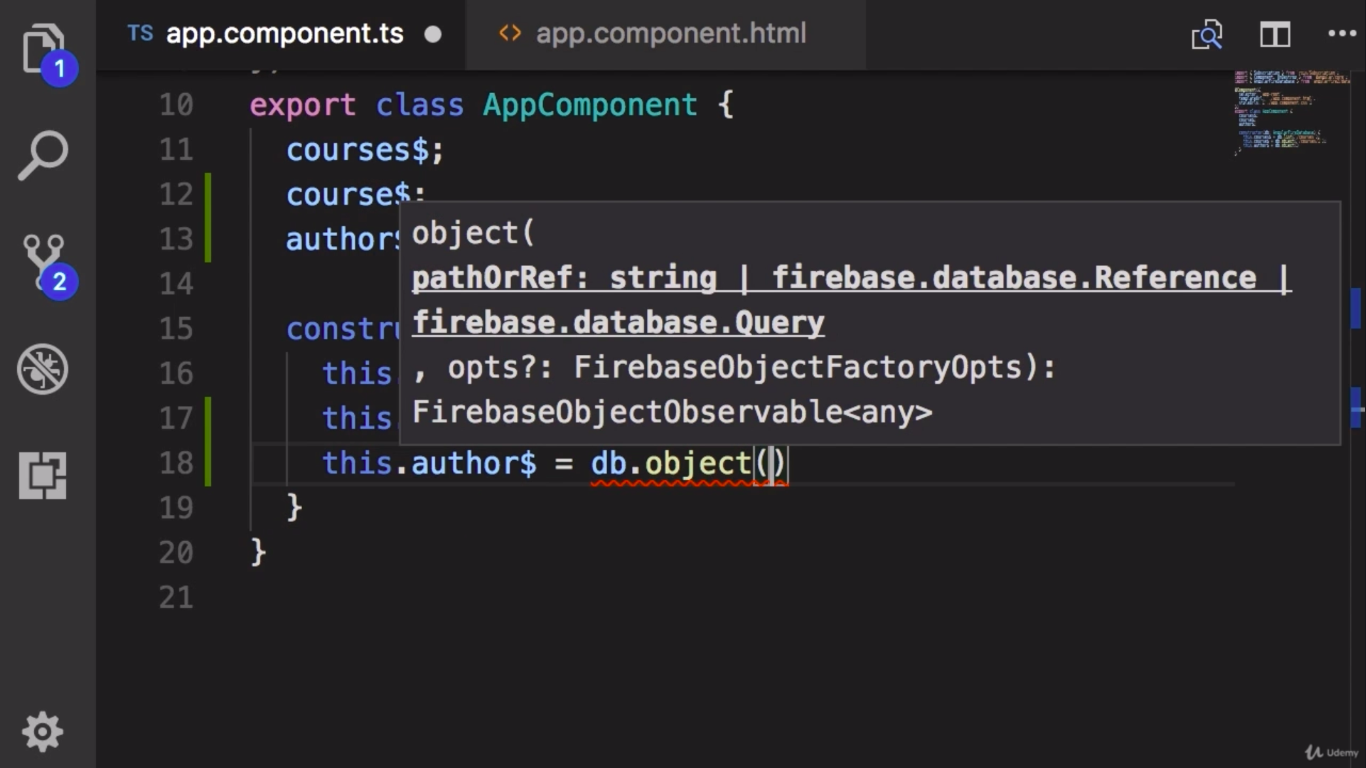 TS app.component.ts
<> app.component.html
1
2
10 export class AppComponent {
11 courses$;
12 course$;
13 author$
14
15 constru
16 this.
17 this.
18 this.author$ = db.object()
19 }
20 }
21
object(
pathOrRef: string | firebase.database.Reference |
firebase.database.Query
, opts?: FirebaseObjectFactoryOpts):
FirebaseObjectObservable<any>
Udemy